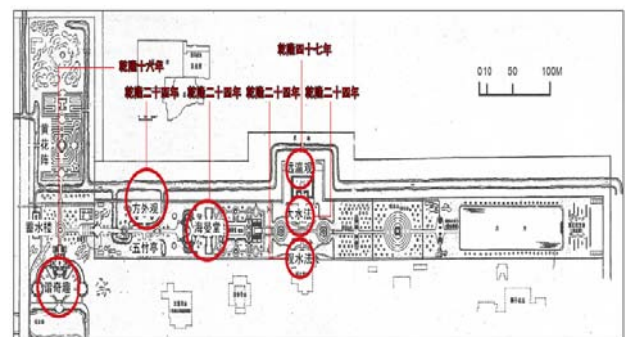 乾隆四十七年
乾隆十六年
乾隆二十四年
乾隆二十四年
乾隆二十四年
乾隆二十四年
0 10 50 100M
黄花阵
远瀛观
方外观
大水法
蓄水楼
海晏堂
五竹亭
观水法
谐奇趣